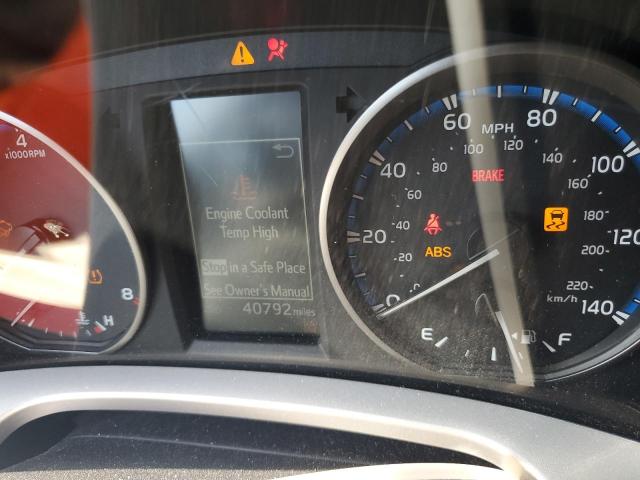 4
x1000RPM
8
H
Engine Coolant
Temp High
Stop in a Safe Place
See Owner's Manual
40792 miles
MPH
0
20
40
60
80
100
120
140
20
40
60
80
100
120
140
160
180
200
220
km/h
BRAKE
ABS
E
F